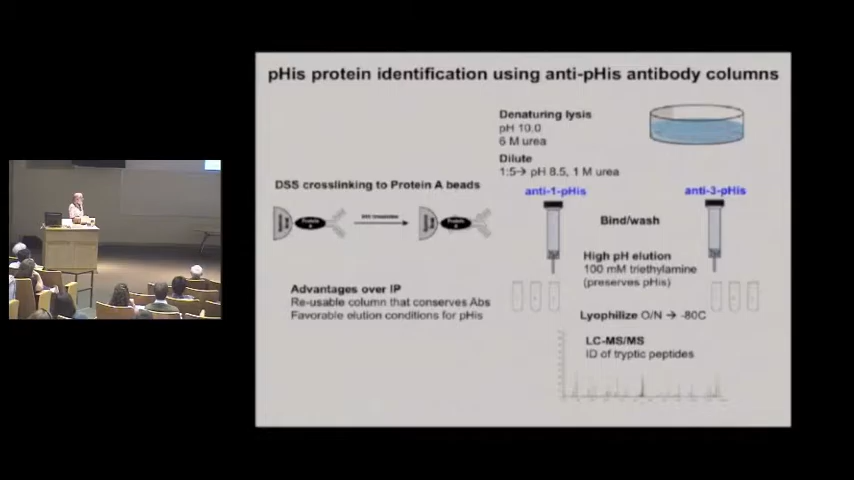 pHis protein identification using anti-pHis antibody columns
Denaturing lysis
pH 10.0
6 M urea
Dilute
1:5→ pH 8.5, 1 M urea
DSS crosslinking to Protein A beads
anti-1-pHis
anti-3-pHis
Bind/wash
High pH elution
100 mM triethylamine
(preserves pHis)
Advantages over IP
Re-usable column that conserves Abs
Favorable elution conditions for pHis
Lyophilize O/N → -80C
LC-MS/MS
ID of tryptic peptides